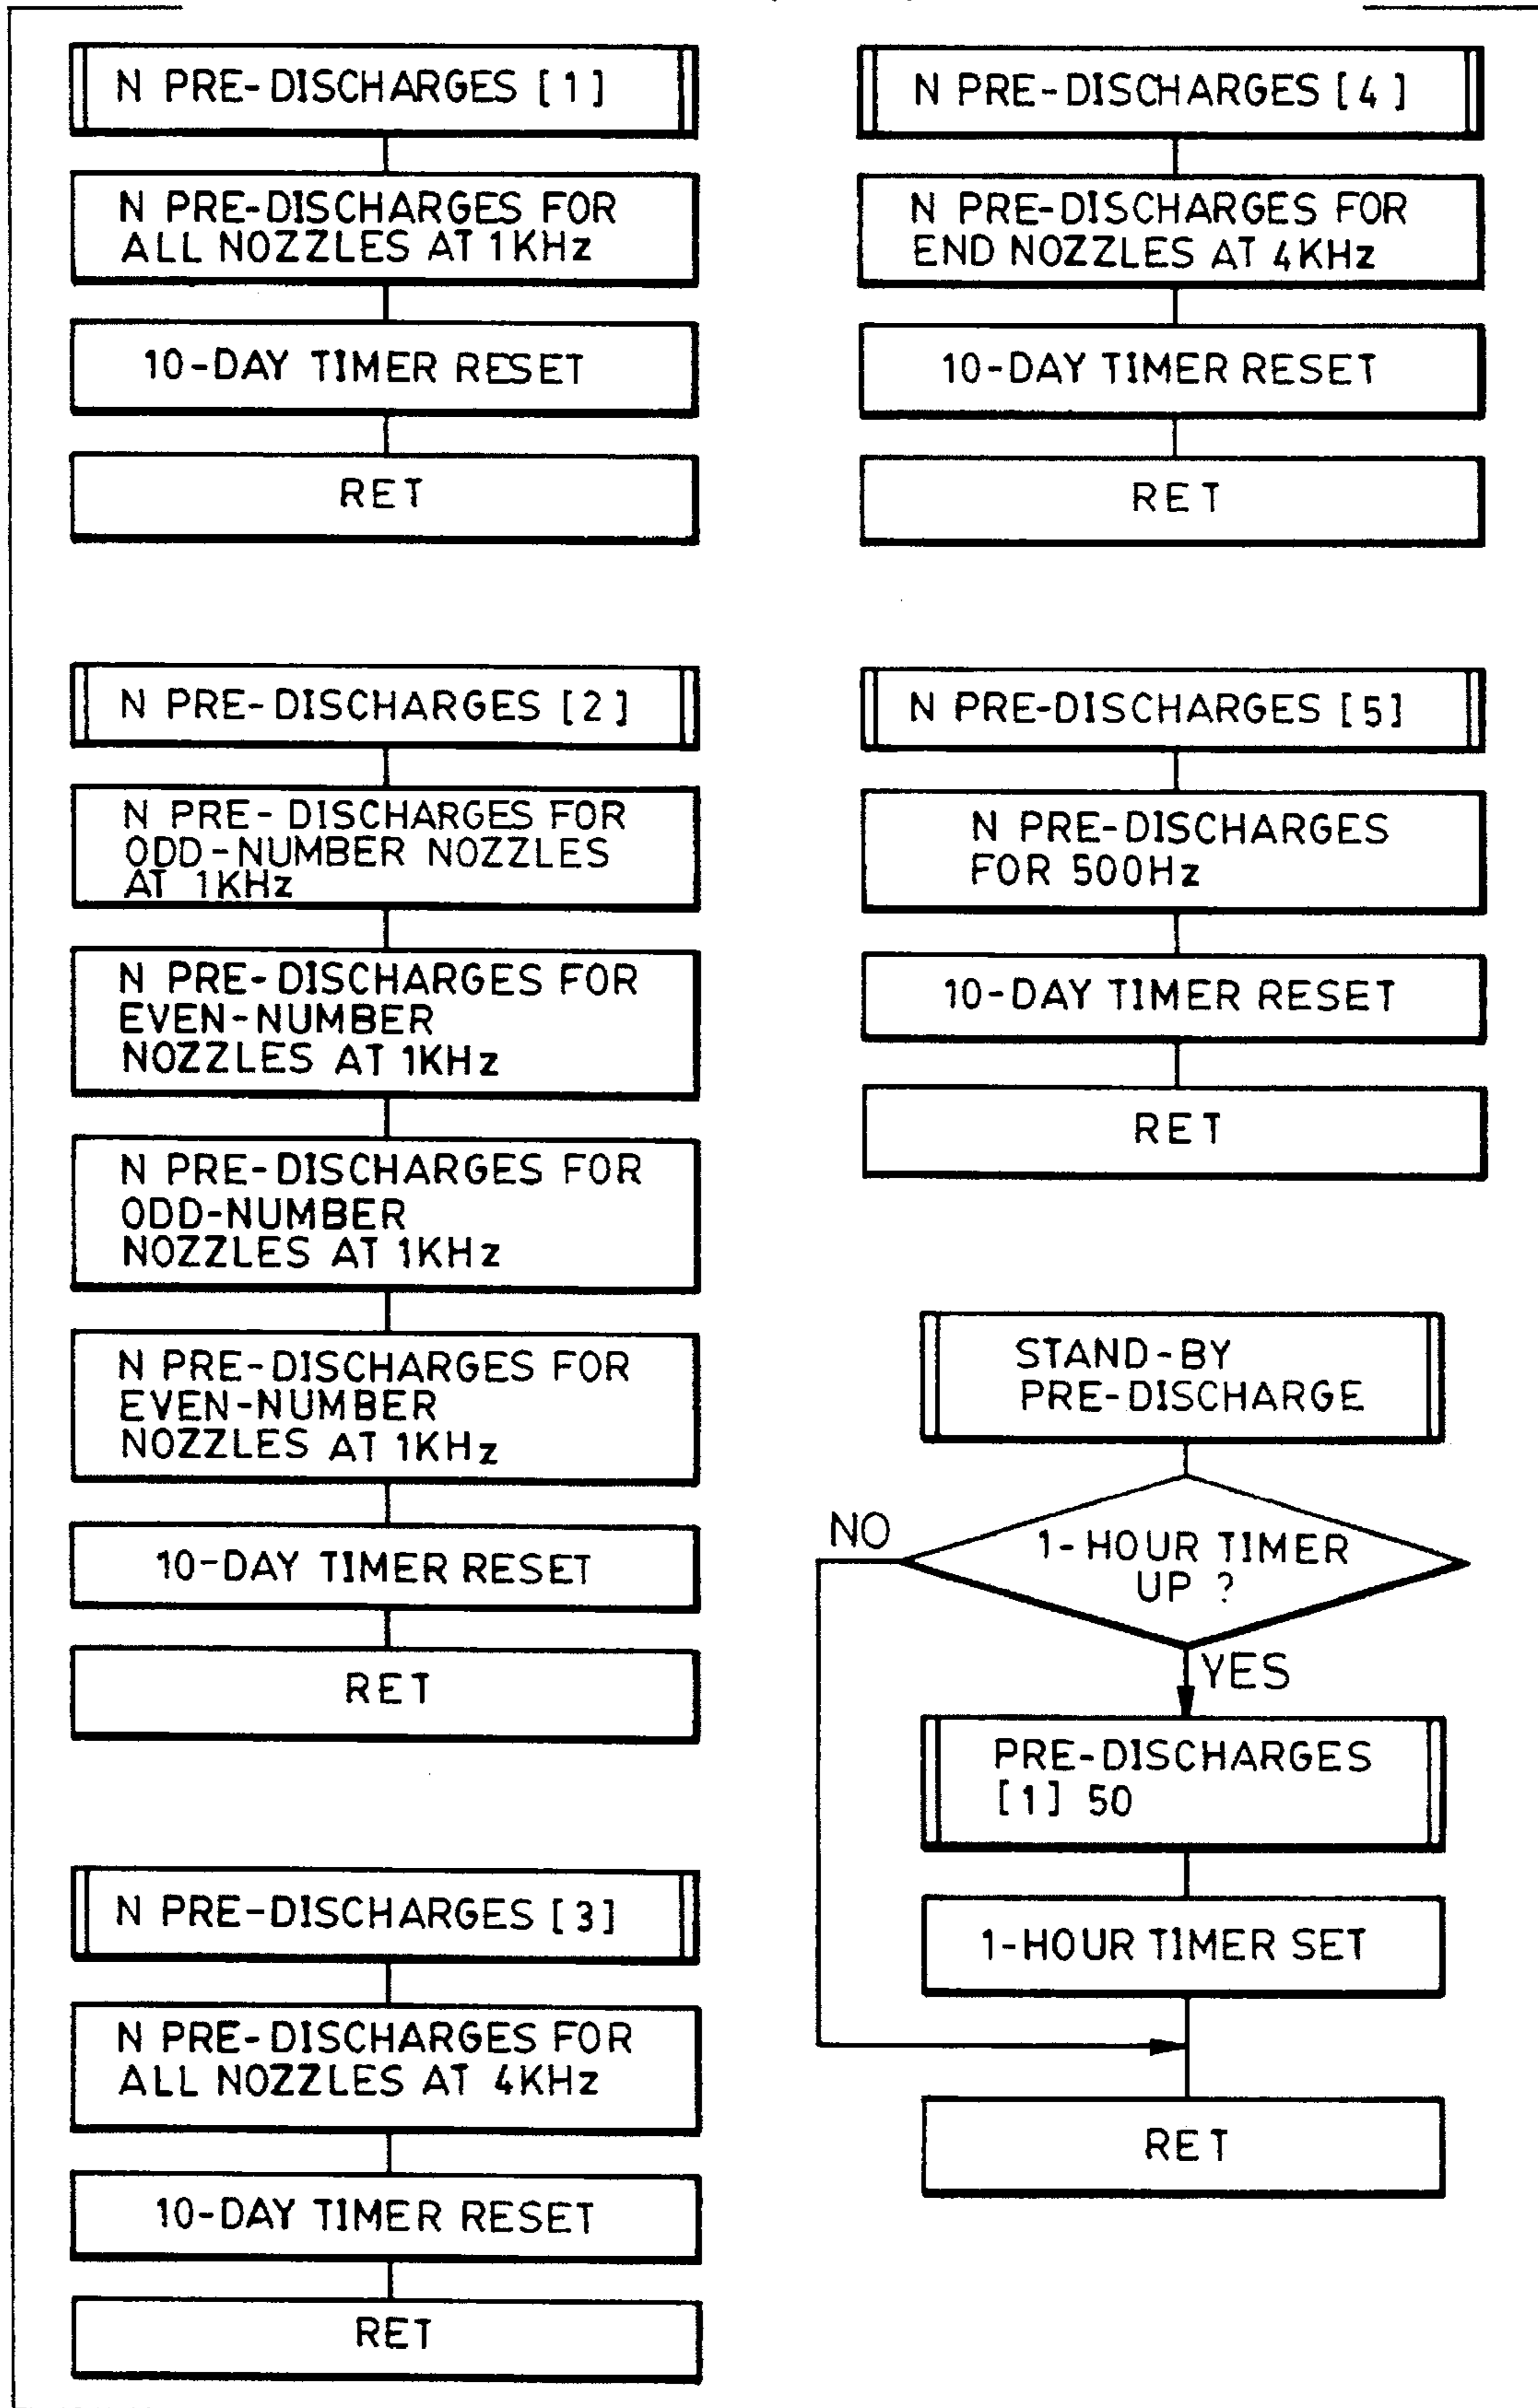 N PRE-DISCHARGES [1]
N PRE-DISCHARGES FOR
ALL NOZZLES AT 1KHz
10-DAY TIMER RESET
RET
N PRE-DISCHARGES [2]
N PRE-DISCHARGES FOR
ODD-NUMBER NOZZLES
AT 1KHz
N PRE-DISCHARGES FOR
EVEN-NUMBER
NOZZLES AT 1KHz
N PRE-DISCHARGES FOR
ODD-NUMBER
NOZZLES AT 1KHz
N PRE-DISCHARGES FOR
EVEN-NUMBER
NOZZLES AT 1KHz
10-DAY TIMER RESET
RET
N PRE-DISCHARGES [3]
N PRE-DISCHARGES FOR
ALL NOZZLES AT 4KHz
10-DAY TIMER RESET
RET
N PRE-DISCHARGES [4]
N PRE-DISCHARGES FOR
END NOZZLES AT 4KHz
10-DAY TIMER RESET
RET
N PRE-DISCHARGES [5]
N PRE-DISCHARGES
FOR 500Hz
10-DAY TIMER RESET
RET
STAND-BY
PRE-DISCHARGE
1-HOUR TIMER
UP ?
NO
YES
PRE-DISCHARGES
[1] 50
1-HOUR TIMER SET
RET